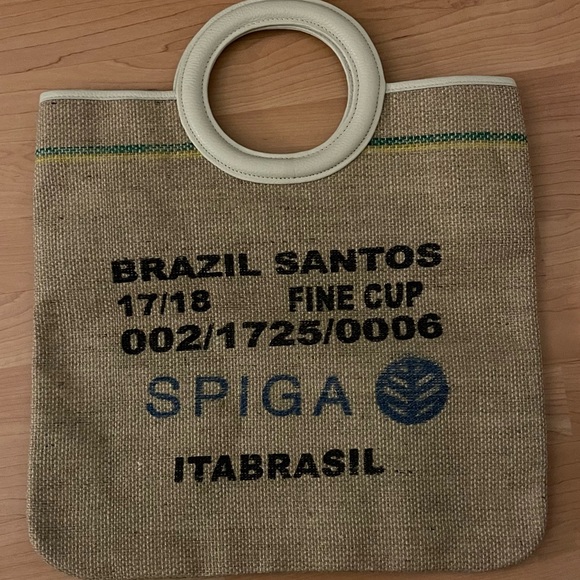 BRAZIL SANTOS
17/18 FINE CUP
002/1725/0006
SPIGA
ITABRASIL